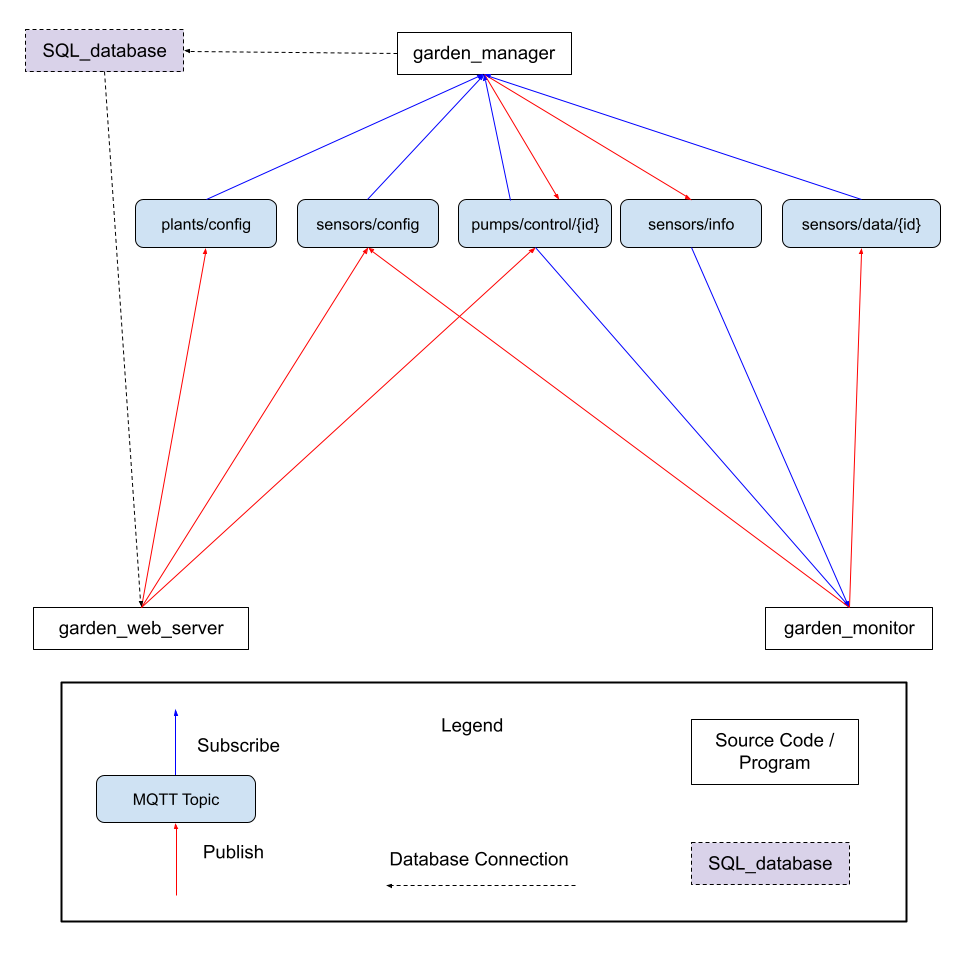 SQL_database
garden_manager
plants/config
sensors/config
pumps/control/{id}
sensors/info
sensors/data/{id}
garden_web_server
garden_monitor
Legend
Subscribe
Source Code /
Program
MQTT Topic
Publish
Database Connection
SQL_database